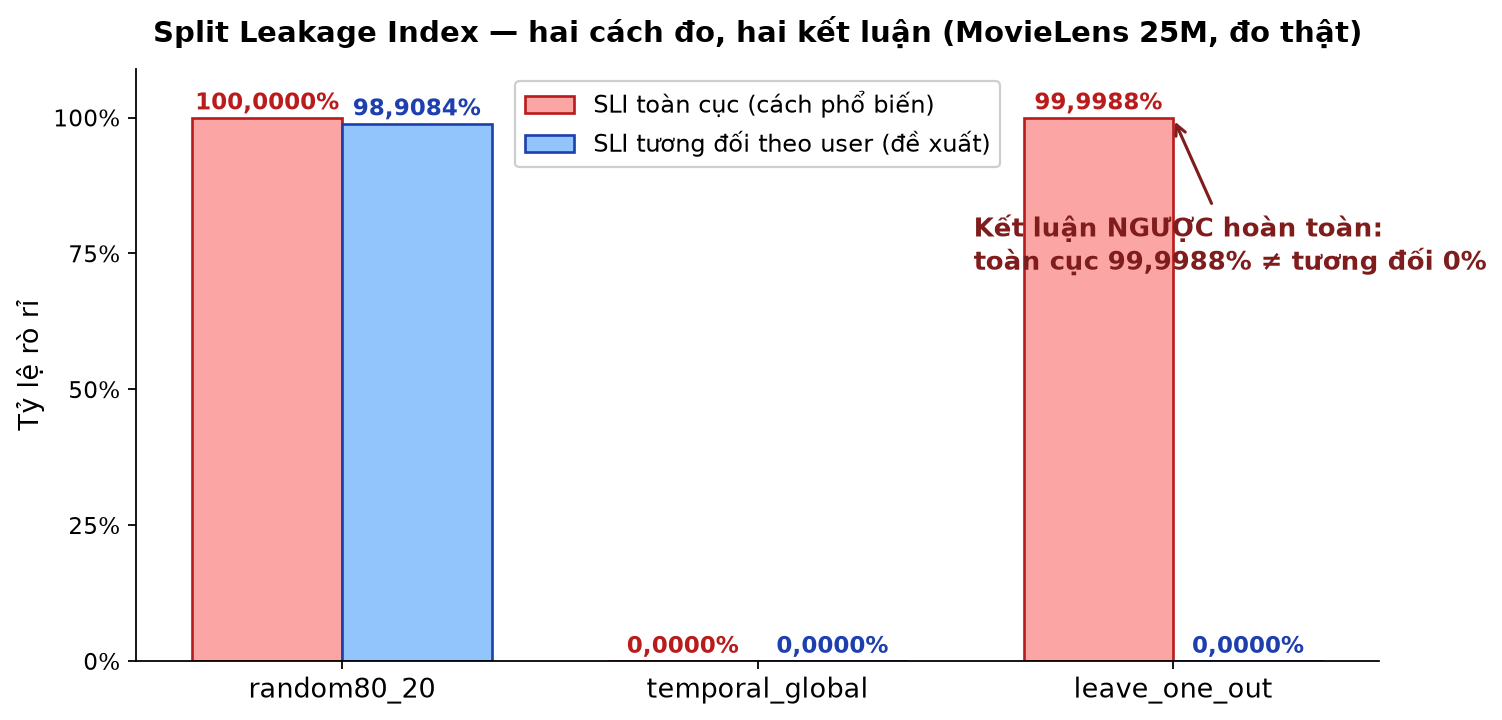 Split Leakage Index — hai cách đo, hai kết luận (MovieLens 25M, đo thật)
SLI toàn cục (cách phổ biến)
SLI tương đối theo user (đề xuất)
100,0000%
98,9084%
99,9988%
Kết luận NGƯỢC hoàn toàn:
toàn cục 99,9988% ≠ tương đối 0%
0,0000%
0,0000%
0,0000%
Tỷ lệ rò rỉ
100%
75%
50%
25%
0%
random80_20
temporal_global
leave_one_out